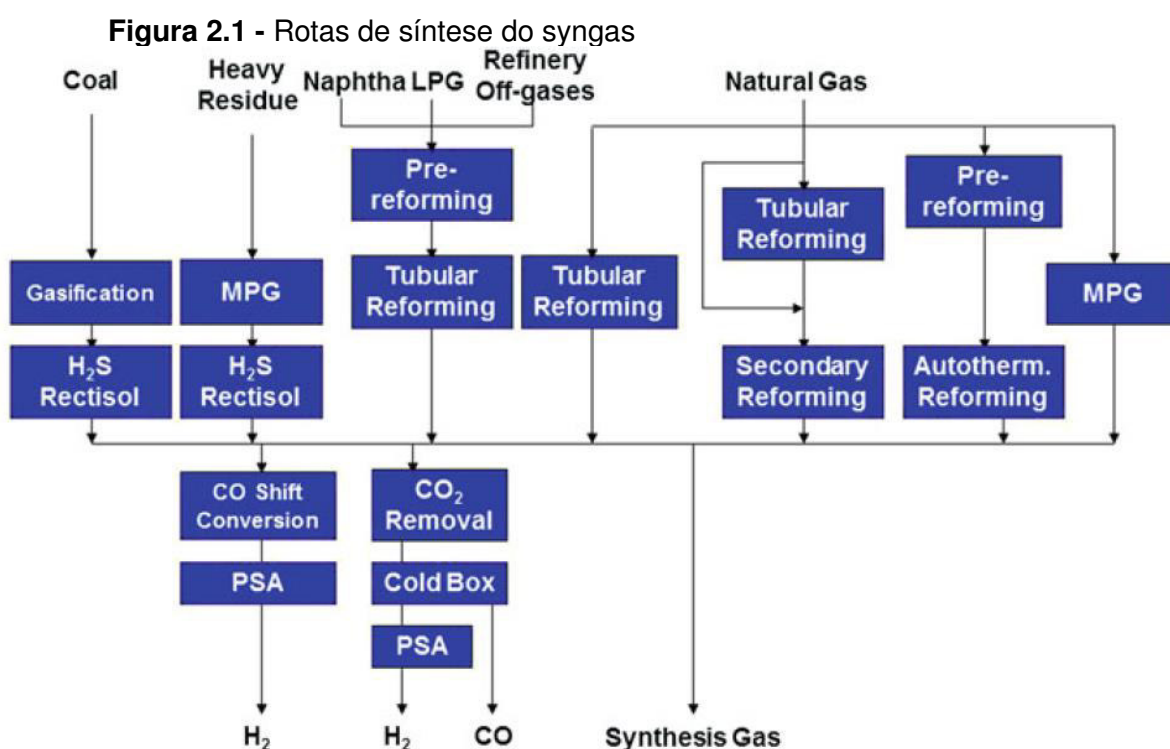 Figura 2.1 - Rotas de síntese do syngas
Coal
Heavy
Residue
Naphtha LPG
Refinery
Off-gases
Natural Gas
Pre-
reforming
Tubular
Reforming
Pre-
reforming
Gasification
MPG
Tubular
Reforming
Tubular
Reforming
MPG
H₂S
Rectisol
H₂S
Rectisol
Secondary
Reforming
Autotherm.
Reforming
CO Shift
Conversion
CO₂
Removal
PSA
Cold Box
PSA
H₂
H₂
CO
Synthesis Gas